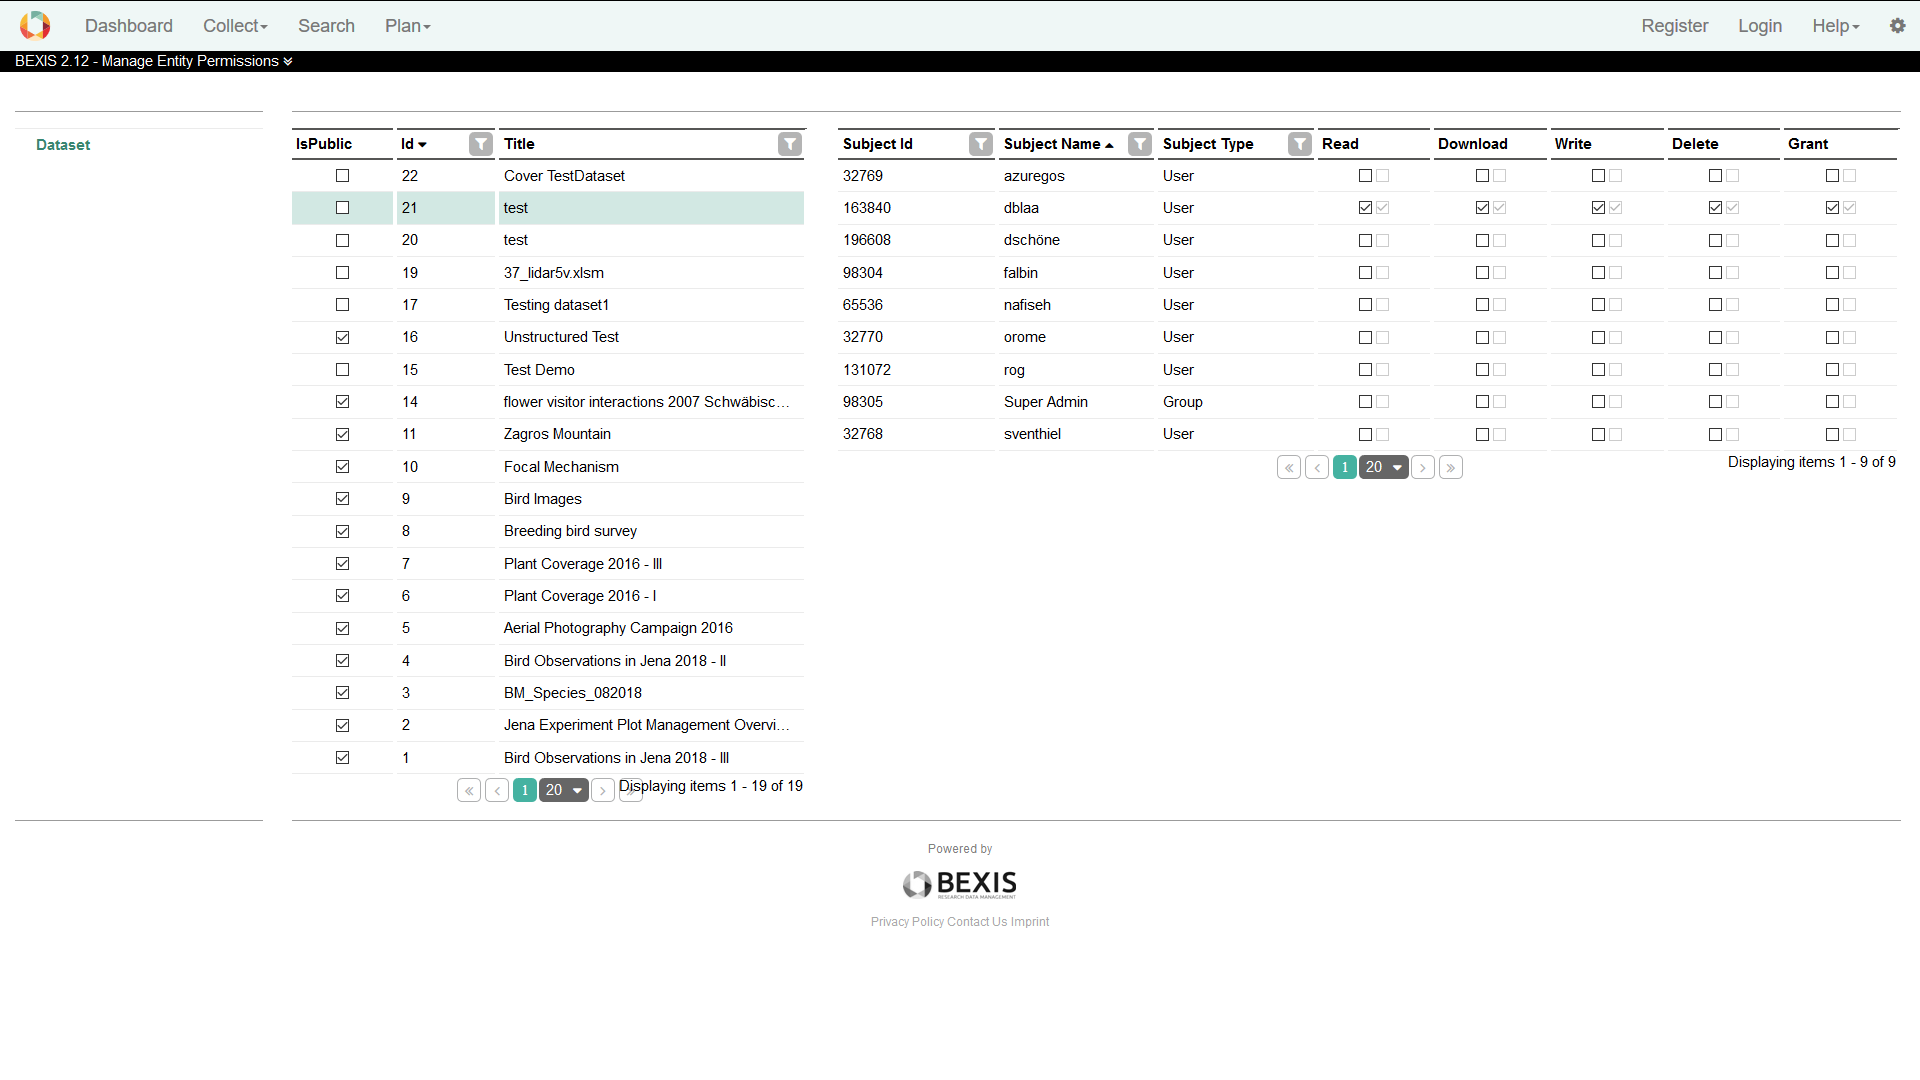 Dashboard Collect Search Plan Register Login Help
BEXIS 2.12 - Manage Entity Permissions
Dataset
IsPublic Id Title
22 Cover TestDataset
21 test
20 test
19 37_lidar5v.xlsm
17 Testing dataset1
16 Unstructured Test
15 Test Demo
14 flower visitor interactions 2007 Schwäbisc...
11 Zagros Mountain
10 Focal Mechanism
9 Bird Images
8 Breeding bird survey
7 Plant Coverage 2016 - III
6 Plant Coverage 2016 - I
5 Aerial Photography Campaign 2016
4 Bird Observations in Jena 2018 - II
3 BM_Species_082018
2 Jena Experiment Plot Management Overvi...
1 Bird Observations in Jena 2018 - III
1 20 Displaying items 1 - 19 of 19
Subject Id Subject Name Subject Type Read Download Write Delete Grant
32769 azuregos User
163840 dblaa User
196608 dschöne User
98304 falbin User
65536 nafiseh User
32770 orome User
131072 rog User
98305 Super Admin Group
32768 sventhiel User
1 20 Displaying items 1 - 9 of 9
Powered by
BEXIS
RESEARCH DATA MANAGEMENT
Privacy Policy Contact Us Imprint